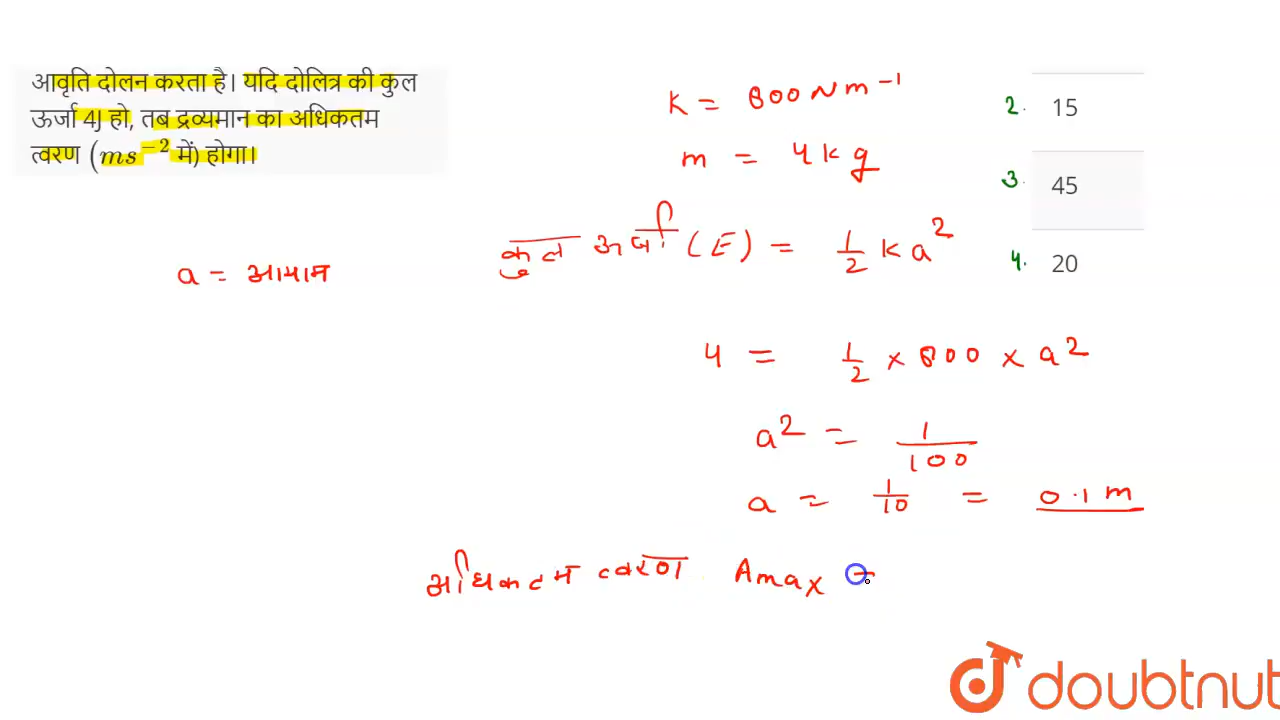 आवृति दोलन करता है। यदि दोलित्र की कुल
ऊर्जा 4J हो, तब द्रव्यमान का अधिकतम
त्वरण (ms⁻² में) होगा।
K = 800 Nm⁻¹
m = 4 kg
2. 15
3. 45
4. 20
कुल ऊर्जा (E) = 1/2 Ka²
a = आयाम
4 = 1/2 × 800 × a²
a² = 1/100
a = 1/10 = 0.1 m
अधिकतम त्वरण Amax =
doubtnut